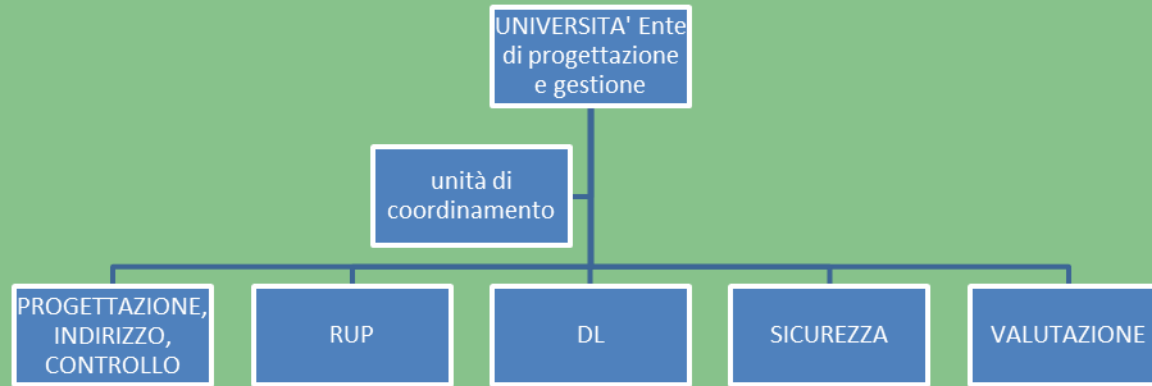 UNIVERSITA' Ente
di progettazione
e gestione
unità di
coordinamento
PROGETTAZIONE,
INDIRIZZO,
CONTROLLO
RUP
DL
SICUREZZA
VALUTAZIONE